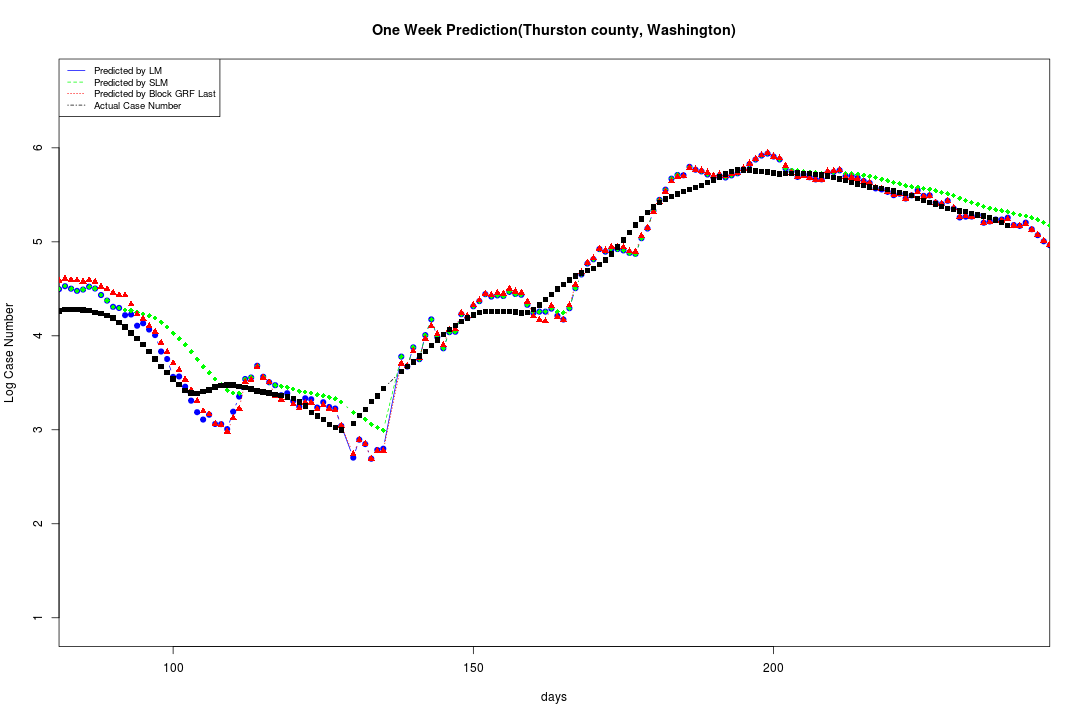 One Week Prediction(Thurston county, Washington)
Predicted by LM
Predicted by SLM
Predicted by Block GRF Last
Actual Case Number
6
5
4
3
2
1
Log Case Number
100 150 200
days